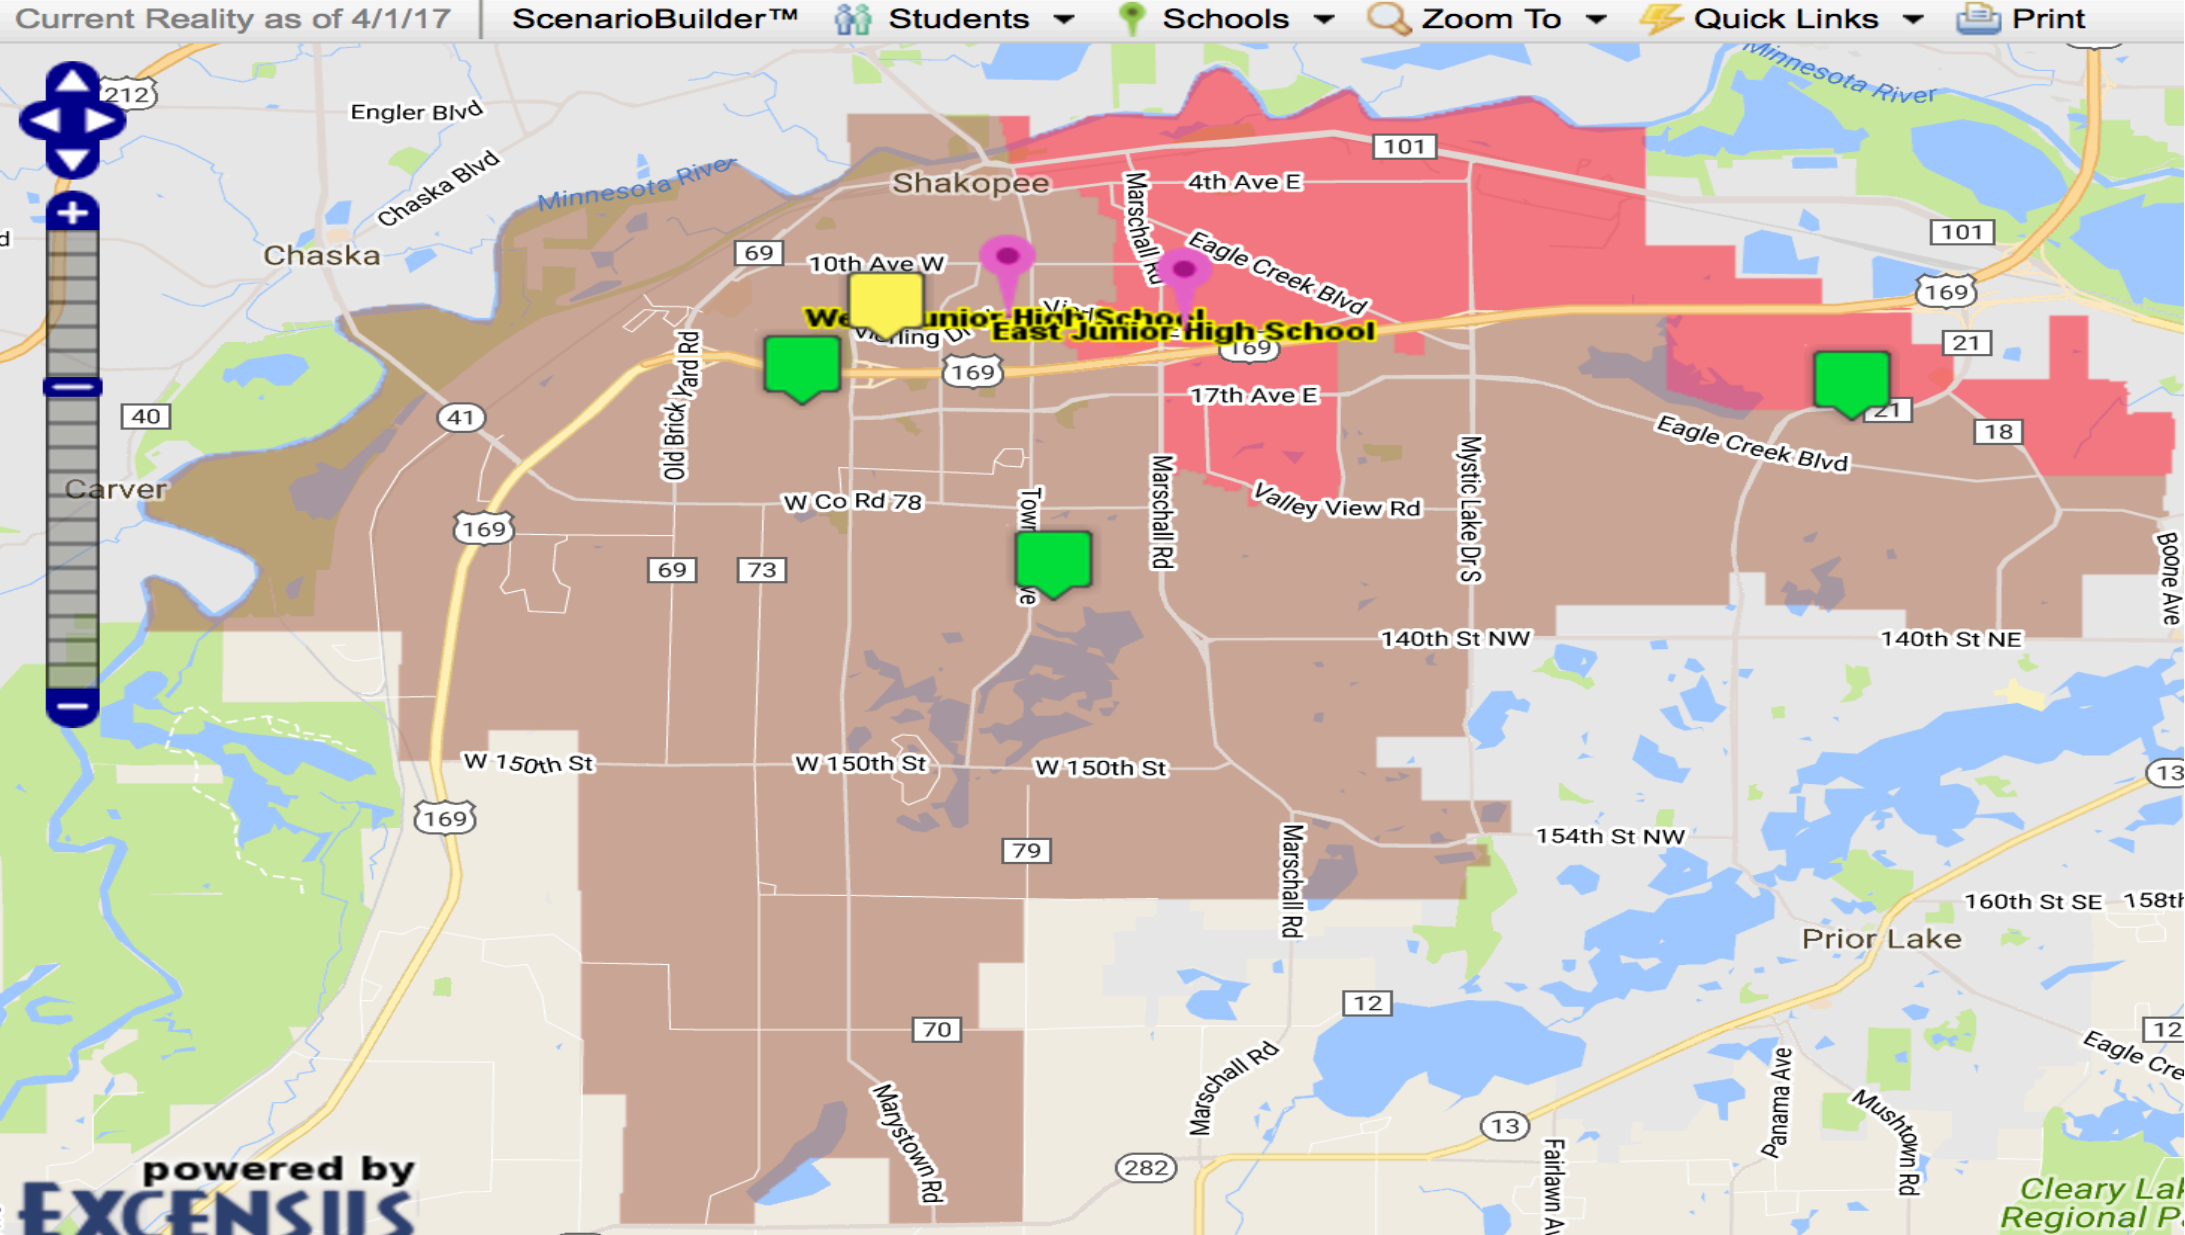 Current Reality as of 4/1/17 ScenarioBuilder™ Students Schools Zoom To Quick Links Print
Minnesota River
212
Engler Blvd
Chaska Blvd
Minnesota River
Shakopee
101
4th Ave E
Marschall Rd
Eagle Creek Blvd
101
Chaska
69
10th Ave W
169
Junior High School
East Junior High School
21
169
169
Old Brick Yard Rd
17th Ave E
40
41
21
18
Eagle Creek Blvd
Carver
W Co Rd 78
Valley View Rd
Marschall Rd
Mystic Lake Dr S
169
69
73
Boone Ave
140th St NW
140th St NE
W 150th St
W 150th St
W 150th St
13
169
79
154th St NW
Marschall Rd
160th St SE
Prior Lake
12
70
12
Marschall Rd
Marystown Rd
Panama Ave
Mushtown Rd
13
282
powered by
EXCENSUS
Regional